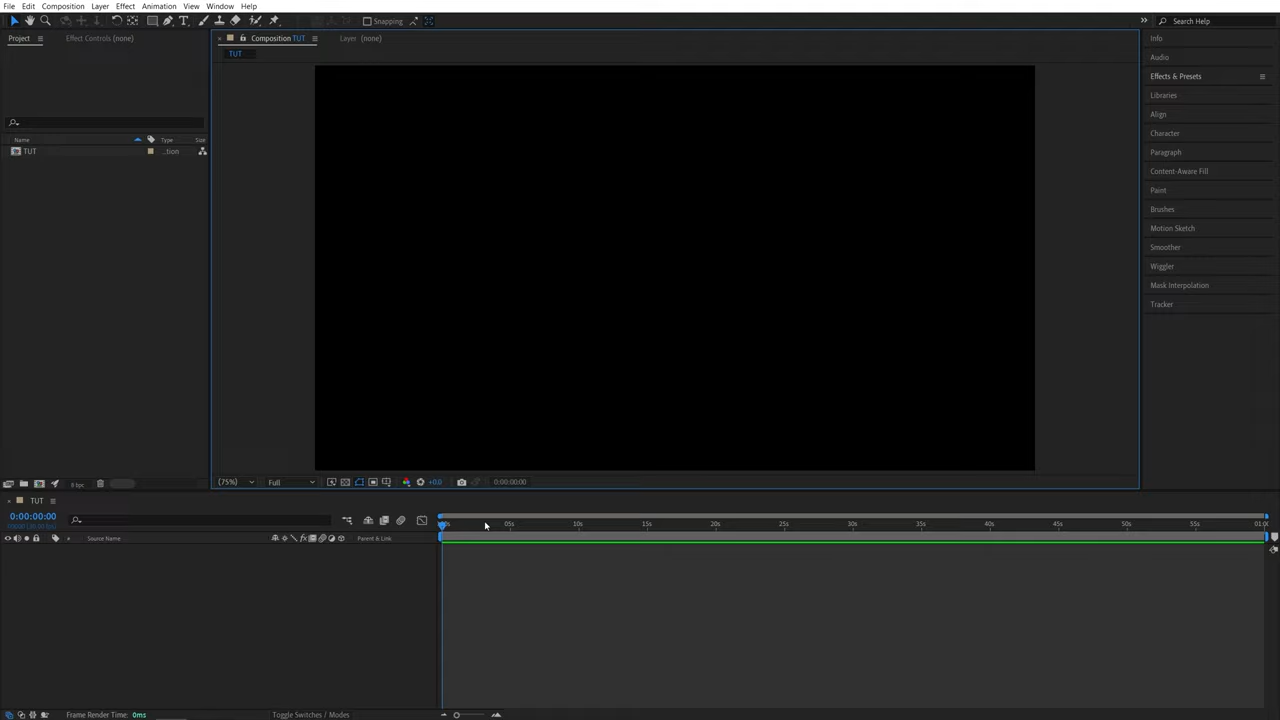 File Edit Composition Layer Effect Animation View Window Help
Snapping
Search Help
Project
Effect Controls (none)
Composition TUT
Layer (none)
TUT
Name Type Size
TUT ...tion
Info
Audio
Effects & Presets
Libraries
Align
Character
Paragraph
Content-Aware Fill
Paint
Brushes
Motion Sketch
Smoother
Wiggler
Mask Interpolation
Tracker
8 bpc
(75%) Full +0.0 0:00:00:00
TUT
0:00:00:00
05s 10s 15s 20s 25s 30s 35s 40s 45s 50s 55s 01:0
# Source Name Parent & Link
Frame Render Time: 0ms
Toggle Switches / Modes